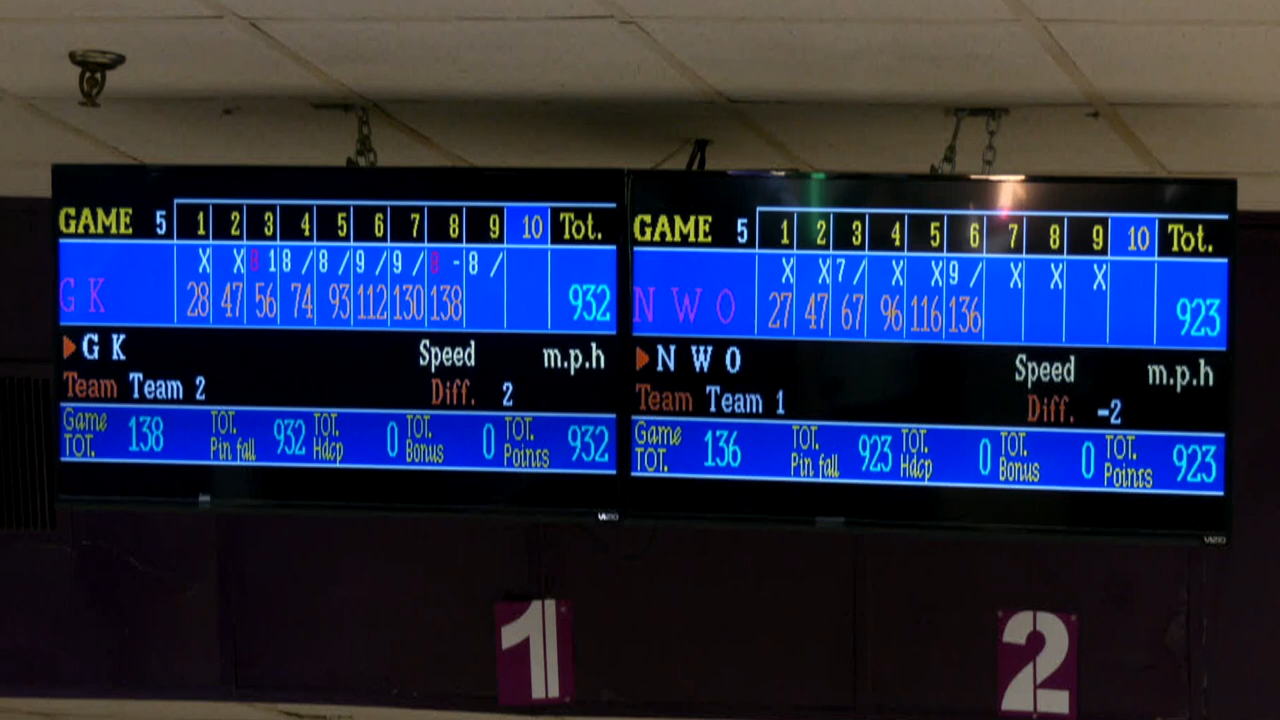 GAME 5 1 2 3 4 5 6 7 8 9 10 Tot.
X X 8 1 8 / 8 / 9 / 9 / 8 - 8 /
G K 28 47 56 74 93 112 130 138 932
G K Speed m.p.h
Team Team 2 Diff. 2
Game TOT. 138 TOT. Pin fall 932 TOT. Hdcp 0 TOT. Bonus 0 TOT. Points 932
VIZIO
GAME 5 1 2 3 4 5 6 7 8 9 10 Tot.
X X 7 / X X 9 / X X X
N W O 27 47 67 96 116 136 923
N W O Speed m.p.h
Team Team 1 Diff. -2
Game TOT. 136 TOT. Pin fall 923 TOT. Hdcp 0 TOT. Bonus 0 TOT. Points 923
VIZIO
1
2